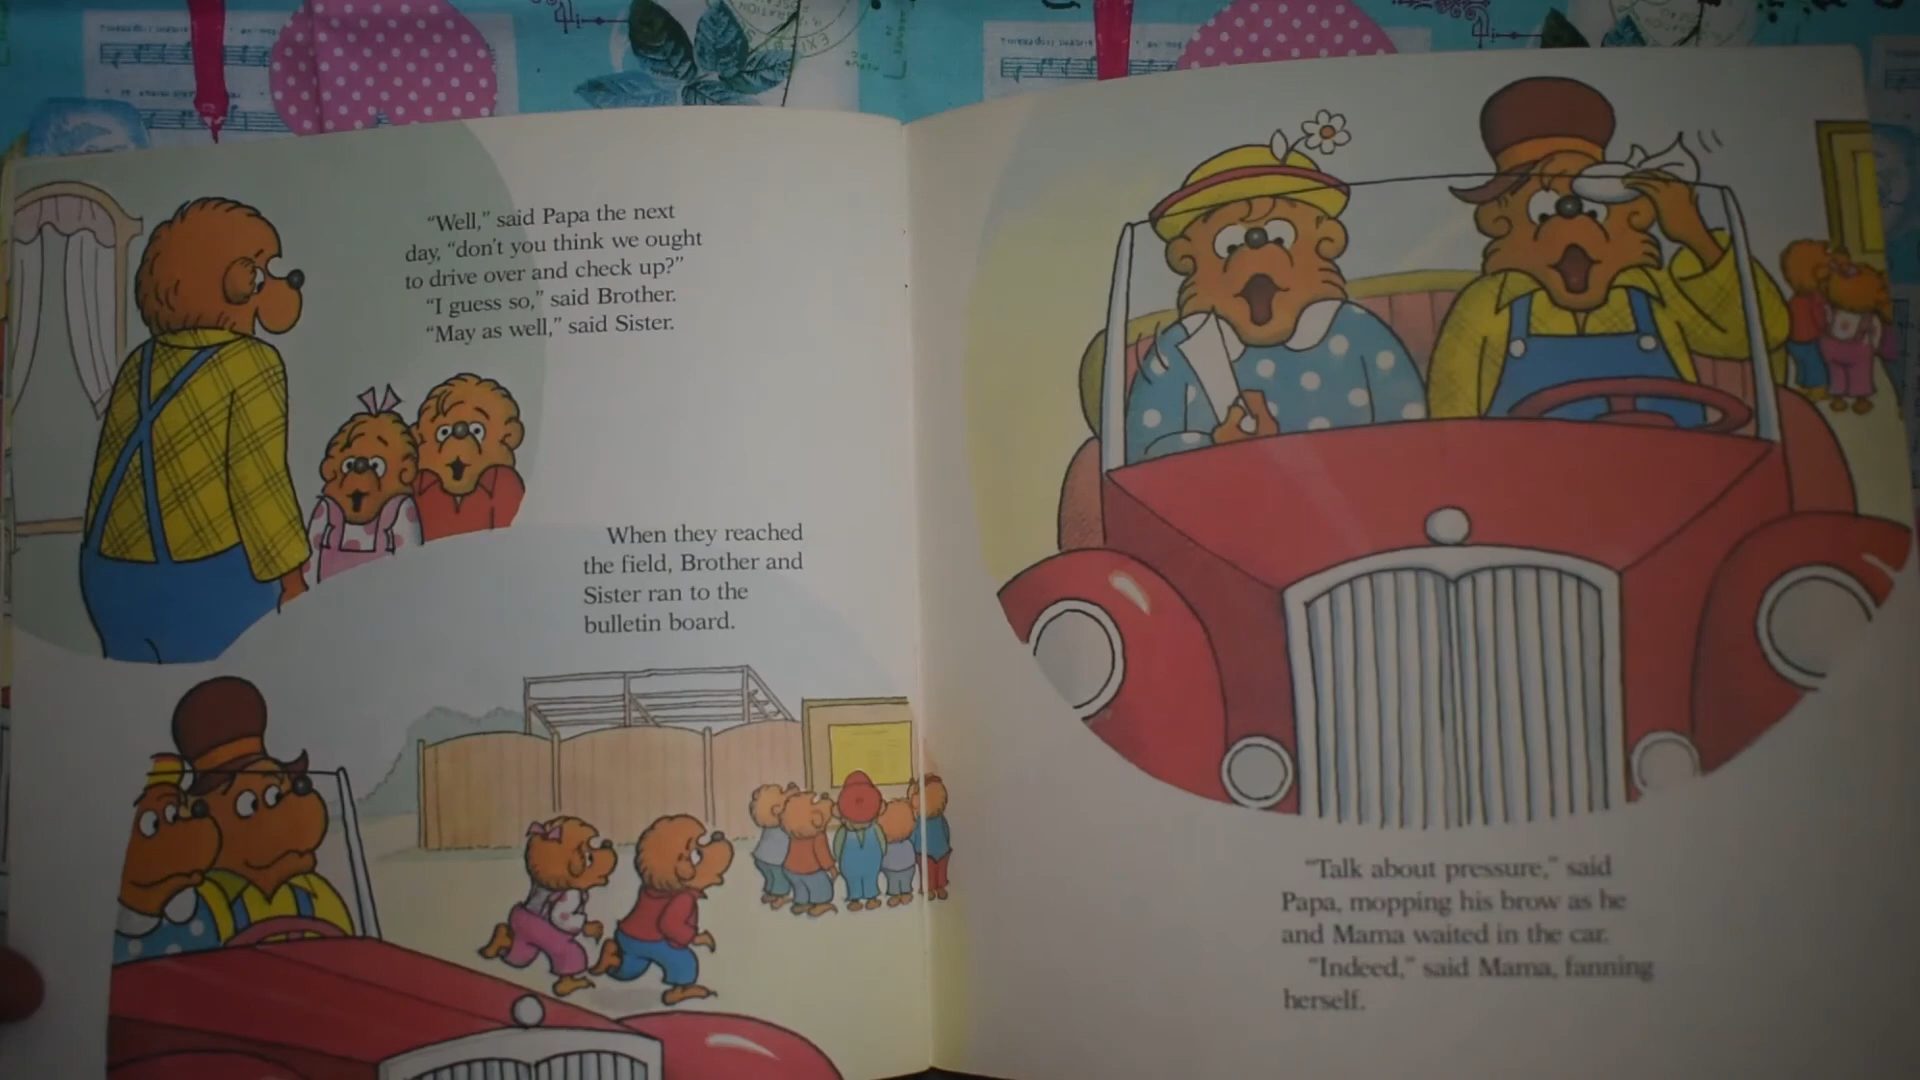 “Well,” said Papa the next
day, “don't you think we ought
to drive over and check up?”
“I guess so,” said Brother.
“May as well,” said Sister.
When they reached
the field, Brother and
Sister ran to the
bulletin board.
“Talk about pressure,” said
Papa, mopping his brow as he
and Mama waited in the car.
“Indeed,” said Mama, fanning
herself.